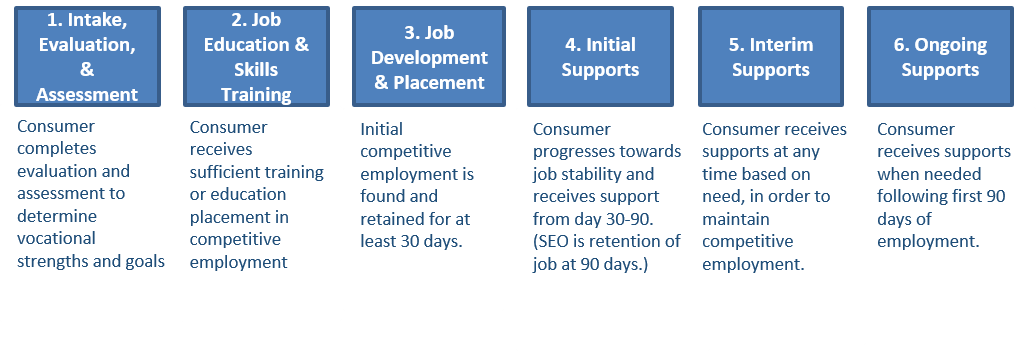 1. Intake,
Evaluation,
&
Assessment
Consumer
completes
evaluation and
assessment to
determine
vocational
strengths and goals
2. Job
Education &
Skills
Training
Consumer
receives
sufficient training
or education
placement in
competitive
employment
3. Job
Development
& Placement
Initial
competitive
employment is
found and
retained for at
least 30 days.
4. Initial
Supports
Consumer
progresses towards
job stability and
receives support
from day 30-90.
(SEO is retention of
job at 90 days.)
5. Interim
Supports
Consumer receives
supports at any
time based on
need, in order to
maintain
competitive
employment.
6. Ongoing
Supports
Consumer
receives supports
when needed
following first 90
days of
employment.